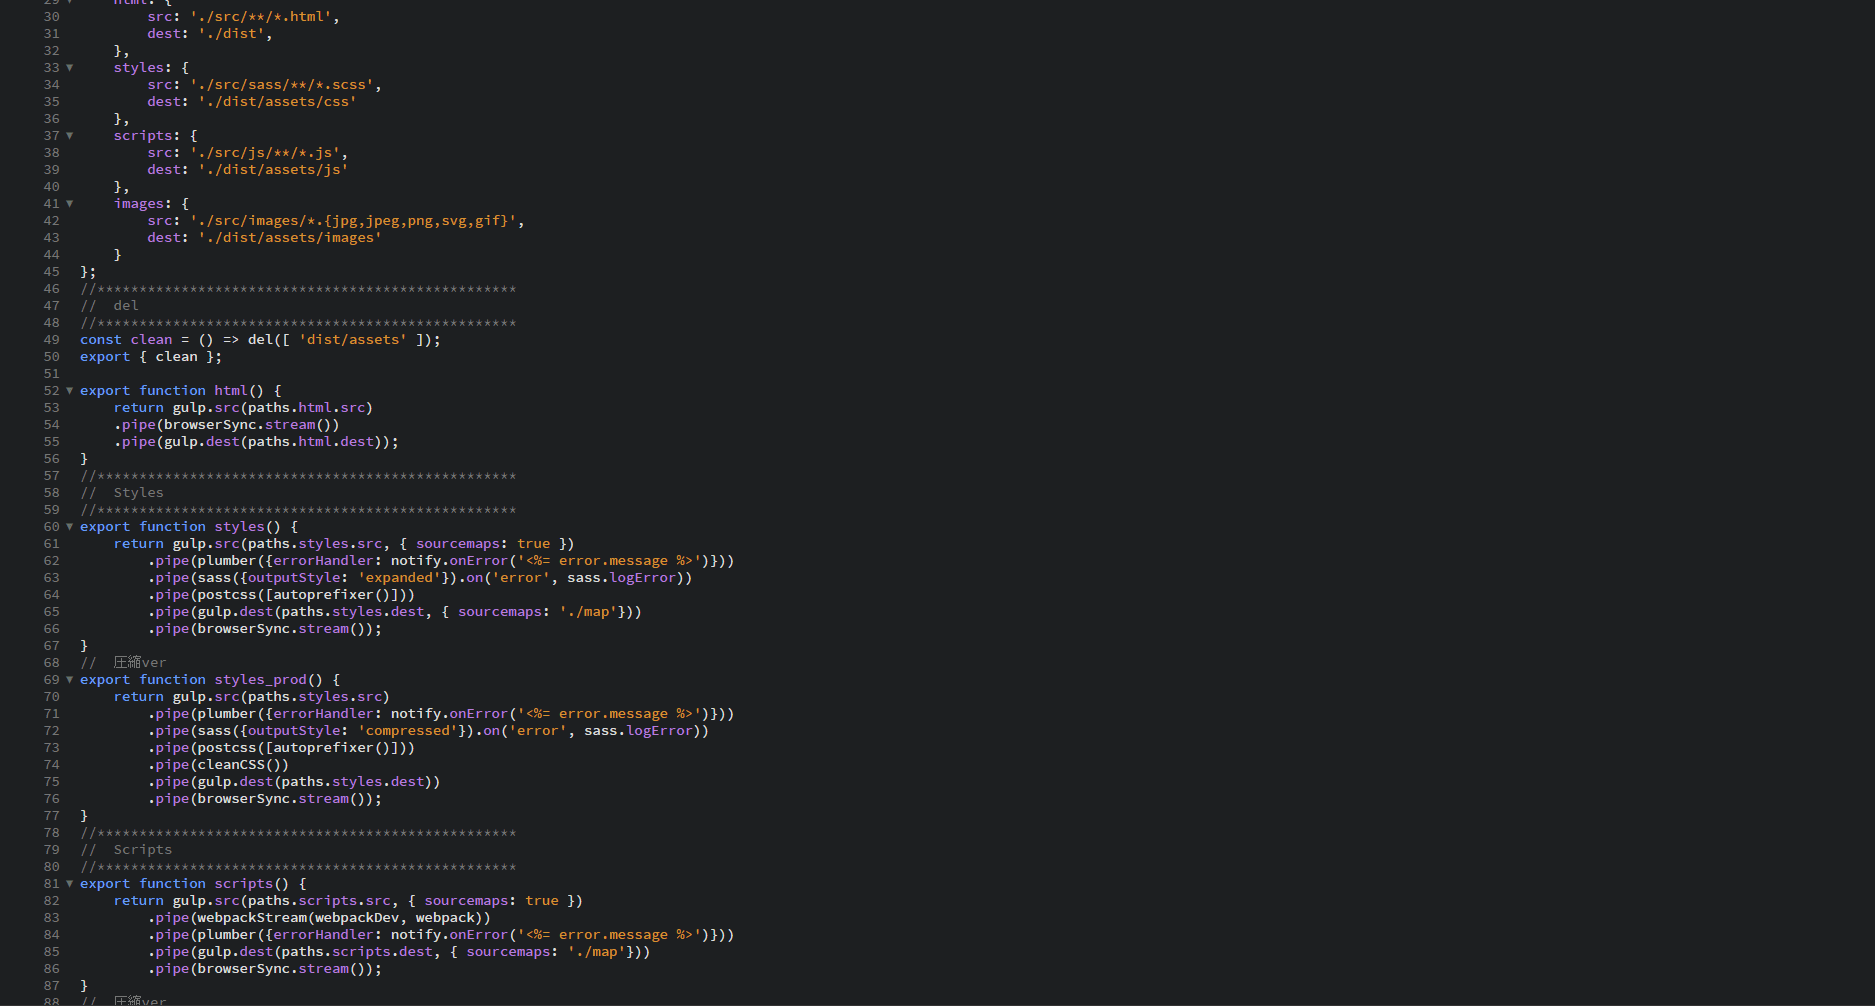 29 ▼     html: {
30         src: './src/**/*.html',
31         dest: './dist',
32     },
33 ▼     styles: {
34         src: './src/sass/**/*.scss',
35         dest: './dist/assets/css'
36     },
37 ▼     scripts: {
38         src: './src/js/**/*.js',
39         dest: './dist/assets/js'
40     },
41 ▼     images: {
42         src: './src/images/*.{jpg,jpeg,png,svg,gif}',
43         dest: './dist/assets/images'
44     }
45 };
46 //**************************************************
47 //  del
48 //**************************************************
49 const clean = () => del([ 'dist/assets' ]);
50 export { clean };
51
52 ▼ export function html() {
53     return gulp.src(paths.html.src)
54     .pipe(browserSync.stream())
55     .pipe(gulp.dest(paths.html.dest));
56 }
57 //**************************************************
58 //  Styles
59 //**************************************************
60 ▼ export function styles() {
61     return gulp.src(paths.styles.src, { sourcemaps: true })
62         .pipe(plumber({errorHandler: notify.onError('<%= error.message %>')}))
63         .pipe(sass({outputStyle: 'expanded'}).on('error', sass.logError))
64         .pipe(postcss([autoprefixer()]))
65         .pipe(gulp.dest(paths.styles.dest, { sourcemaps: './map'}))
66         .pipe(browserSync.stream());
67 }
68 //  圧縮ver
69 ▼ export function styles_prod() {
70     return gulp.src(paths.styles.src)
71         .pipe(plumber({errorHandler: notify.onError('<%= error.message %>')}))
72         .pipe(sass({outputStyle: 'compressed'}).on('error', sass.logError))
73         .pipe(postcss([autoprefixer()]))
74         .pipe(cleanCSS())
75         .pipe(gulp.dest(paths.styles.dest))
76         .pipe(browserSync.stream());
77 }
78 //**************************************************
79 //  Scripts
80 //**************************************************
81 ▼ export function scripts() {
82     return gulp.src(paths.scripts.src, { sourcemaps: true })
83         .pipe(webpackStream(webpackDev, webpack))
84         .pipe(plumber({errorHandler: notify.onError('<%= error.message %>')}))
85         .pipe(gulp.dest(paths.scripts.dest, { sourcemaps: './map'}))
86         .pipe(browserSync.stream());
87 }
88 //  圧縮ver